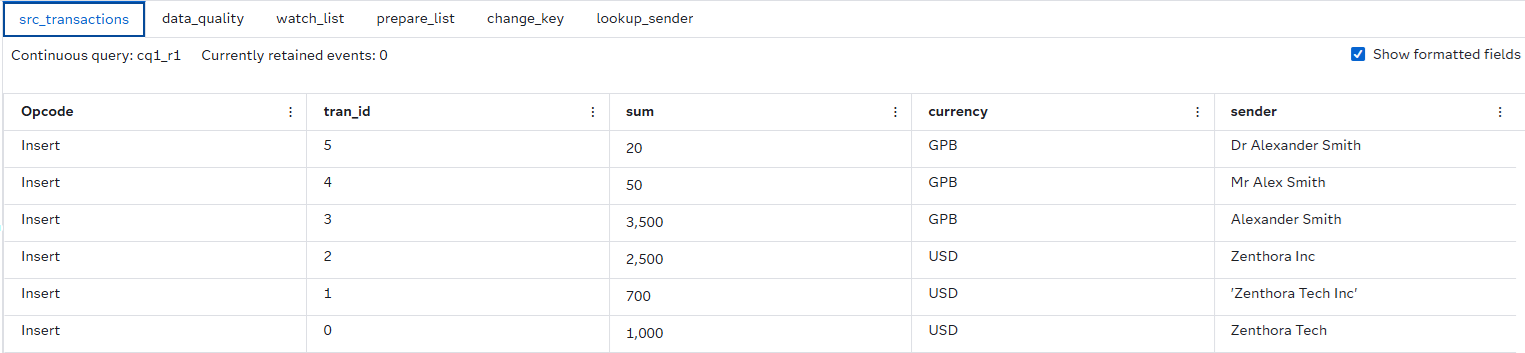 src_transactions data_quality watch_list prepare_list change_key lookup_sender
Continuous query: cq1_r1 Currently retained events: 0 Show formatted fields
Opcode tran_id sum currency sender
Insert 5 20 GPB Dr Alexander Smith
Insert 4 50 GPB Mr Alex Smith
Insert 3 3,500 GPB Alexander Smith
Insert 2 2,500 USD Zenthora Inc
Insert 1 700 USD 'Zenthora Tech Inc'
Insert 0 1,000 USD Zenthora Tech